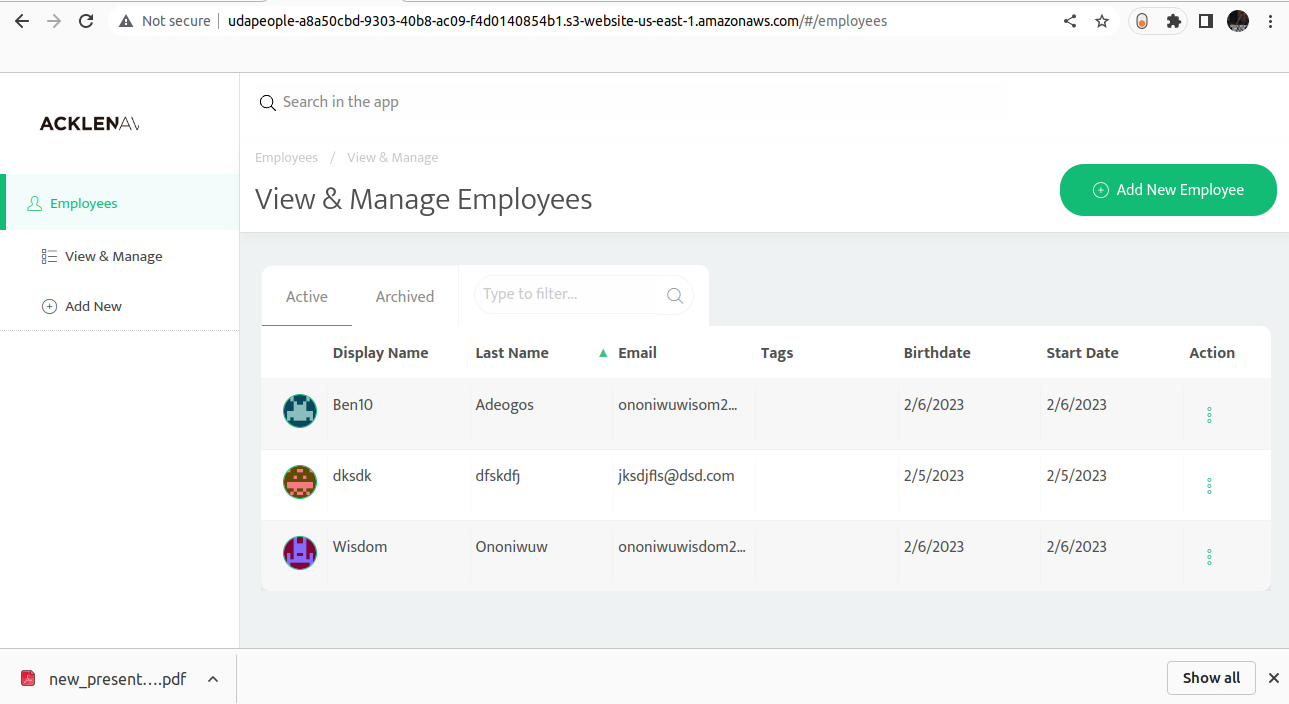 Not secure udapeople-a8a50cbd-9303-40b8-ac09-f4d0140854b1.s3-website-us-east-1.amazonaws.com/#/employees
ACKLENAV
Search in the app
Employees / View & Manage
View & Manage Employees
Add New Employee
Employees
View & Manage
Add New
Active Archived Type to filter...
Display Name Last Name ▲ Email Tags Birthdate Start Date Action
Ben10 Adeogos ononiwuwisom2... 2/6/2023 2/6/2023
dksdk dfskdfj jksdjfls@dsd.com 2/5/2023 2/5/2023
Wisdom Ononiwuw ononiwuwisdom2... 2/6/2023 2/6/2023
new_present....pdf Show all